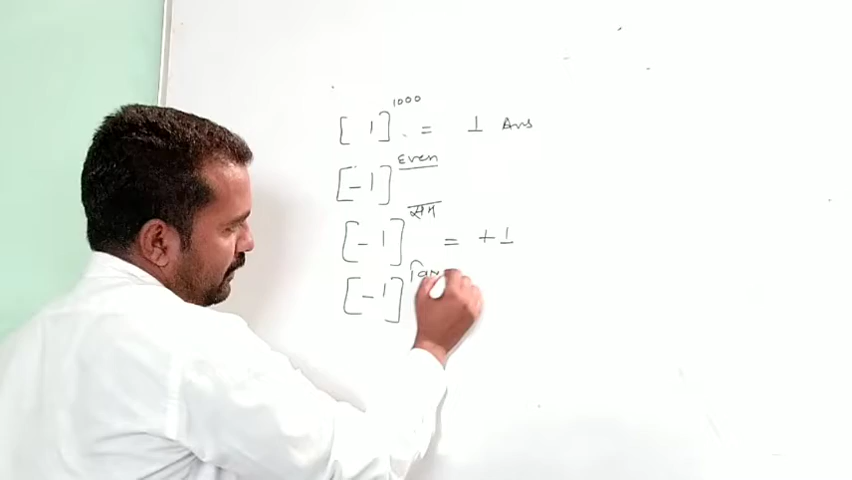 [1]^1000 = 1 Ans
[-1]^Even
[-1]^सम = +1
[-1]